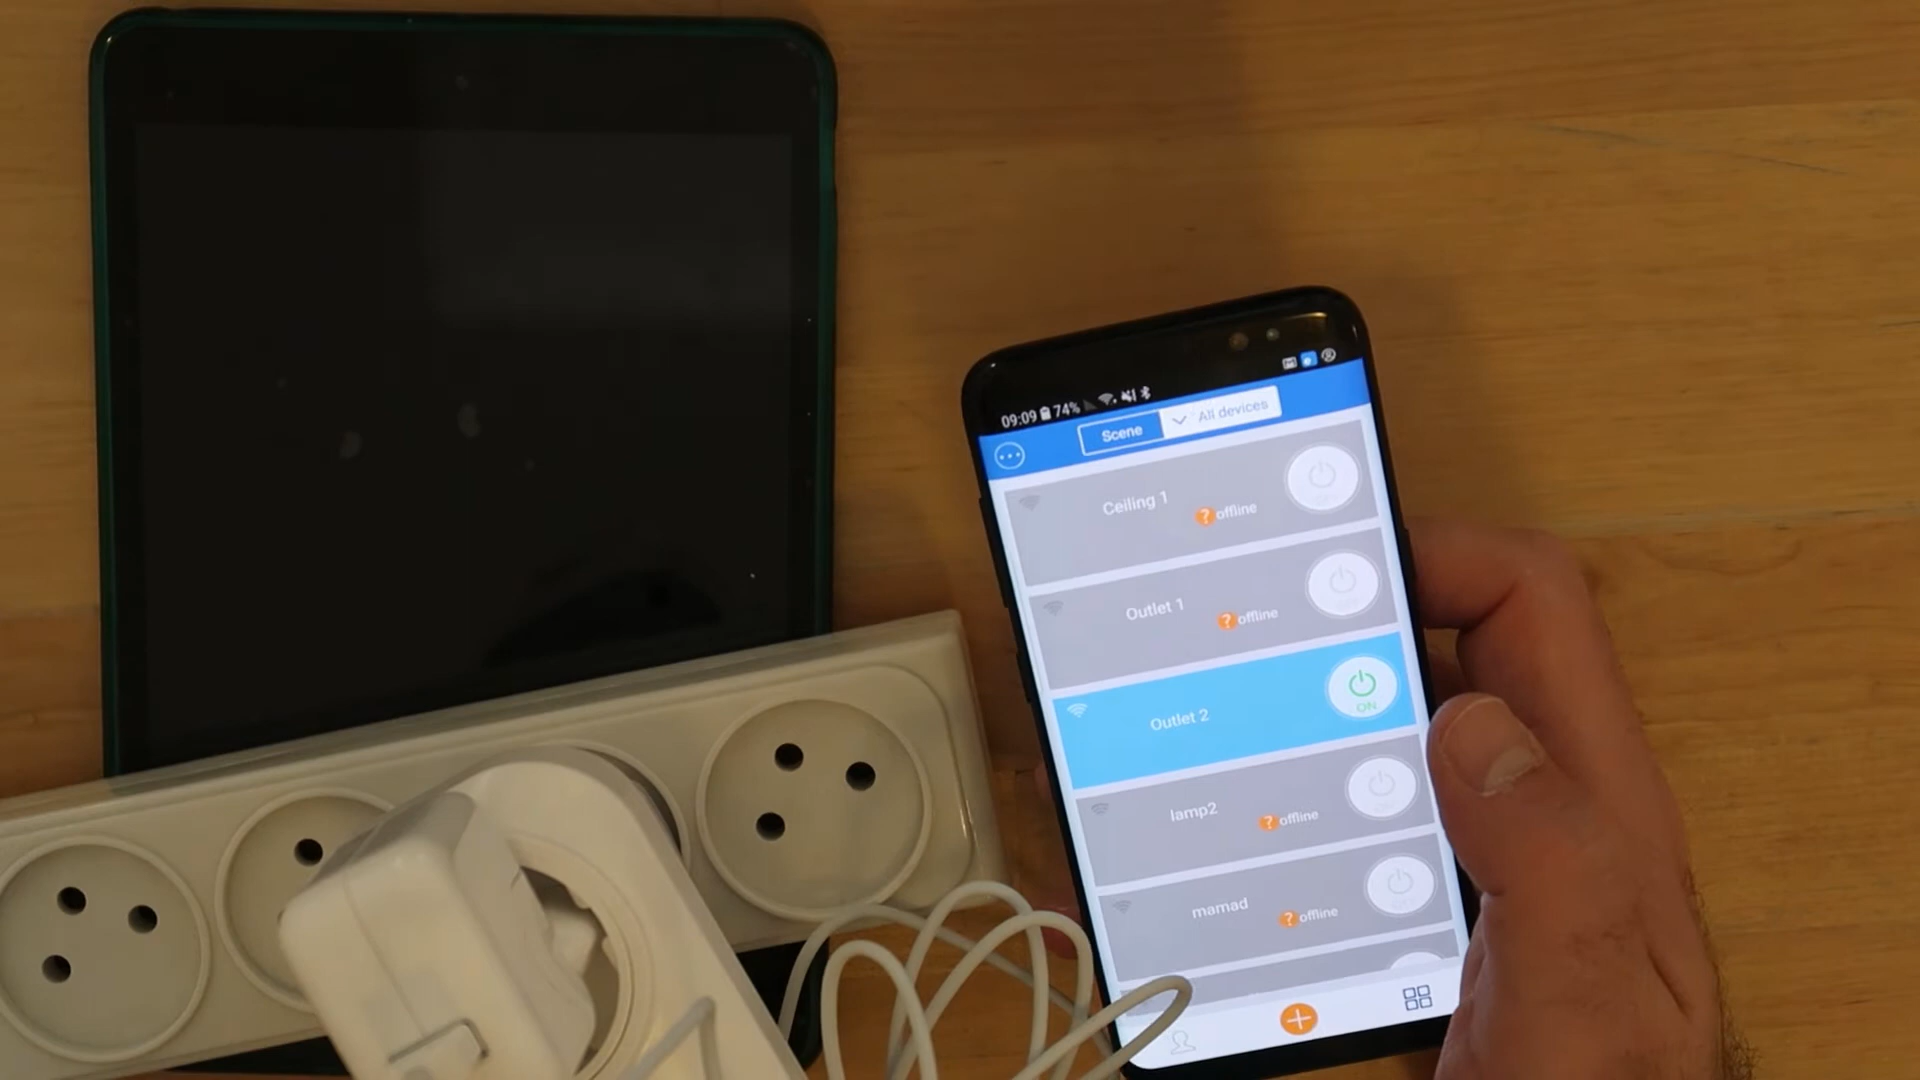 09:09 74%
Scene
All devices
Ceiling 1
? offline
Outlet 1
? offline
Outlet 2
ON
lamp2
? offline
mamad
? offline